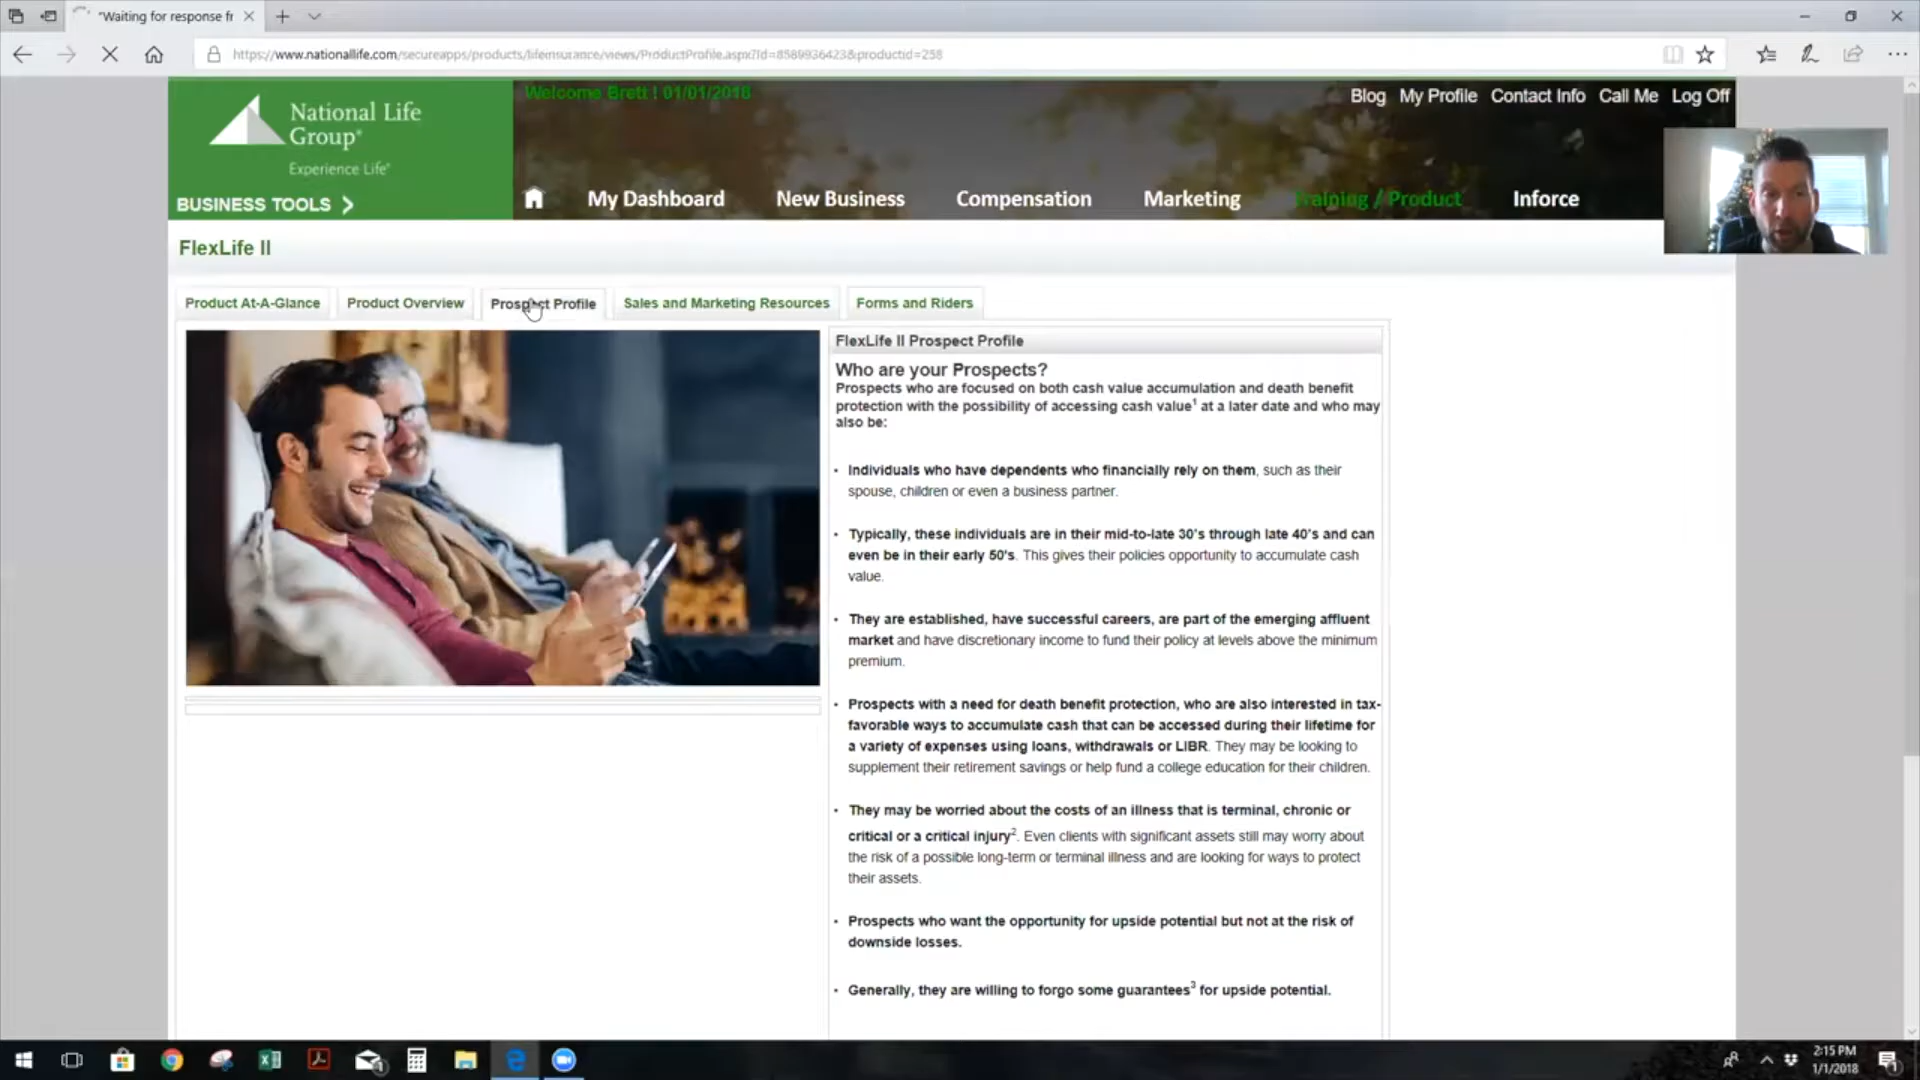 "Waiting for response fr
https://www.nationallife.com/secureapps/products/lifeinsurance/views/ProductProfile.aspx?Id=8589936423&productid=258
National Life
Group®
Experience Life®
BUSINESS TOOLS
Welcome Brett ! 01/01/2018
Blog My Profile Contact Info Call Me Log Off
My Dashboard New Business Compensation Marketing Training / Product Inforce
FlexLife II
Product At-A-Glance Product Overview Prospect Profile Sales and Marketing Resources Forms and Riders
FlexLife II Prospect Profile
Who are your Prospects?
Prospects who are focused on both cash value accumulation and death benefit
protection with the possibility of accessing cash value1 at a later date and who may
also be:
• Individuals who have dependents who financially rely on them, such as their
spouse, children or even a business partner.
• Typically, these individuals are in their mid-to-late 30's through late 40's and can
even be in their early 50's. This gives their policies opportunity to accumulate cash
value.
• They are established, have successful careers, are part of the emerging affluent
market and have discretionary income to fund their policy at levels above the minimum
premium.
• Prospects with a need for death benefit protection, who are also interested in tax-
favorable ways to accumulate cash that can be accessed during their lifetime for
a variety of expenses using loans, withdrawals or LIBR. They may be looking to
supplement their retirement savings or help fund a college education for their children.
• They may be worried about the costs of an illness that is terminal, chronic or
critical or a critical injury2. Even clients with significant assets still may worry about
the risk of a possible long-term or terminal illness and are looking for ways to protect
their assets.
• Prospects who want the opportunity for upside potential but not at the risk of
downside losses.
• Generally, they are willing to forgo some guarantees3 for upside potential.
2:15 PM
1/1/2018